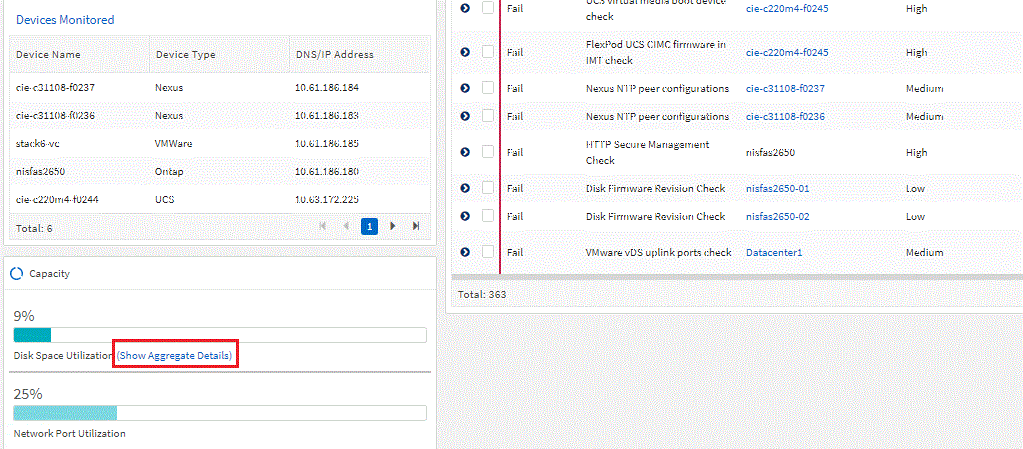 Devices Monitored
Device Name Device Type DNS/IP Address
cie-c31108-f0237 Nexus 10.61.186.184
cie-c31108-f0236 Nexus 10.61.186.183
stack6-vc VMWare 10.61.186.185
nisfas2650 Ontap 10.61.186.180
cie-c220m4-f0244 UCS 10.63.172.225
Total: 6 1
Capacity
9%
Disk Space Utilization (Show Aggregate Details)
25%
Network Port Utilization
Fail UCS virtual media boot device check cie-c220m4-f0245 High
Fail FlexPod UCS CIMC firmware in IMT check cie-c220m4-f0245 High
Fail Nexus NTP peer configurations cie-c31108-f0237 Medium
Fail Nexus NTP peer configurations cie-c31108-f0236 Medium
Fail HTTP Secure Management Check nisfas2650 High
Fail Disk Firmware Revision Check nisfas2650-01 Low
Fail Disk Firmware Revision Check nisfas2650-02 Low
Fail VMware vDS uplink ports check Datacenter1 Medium
Total: 363